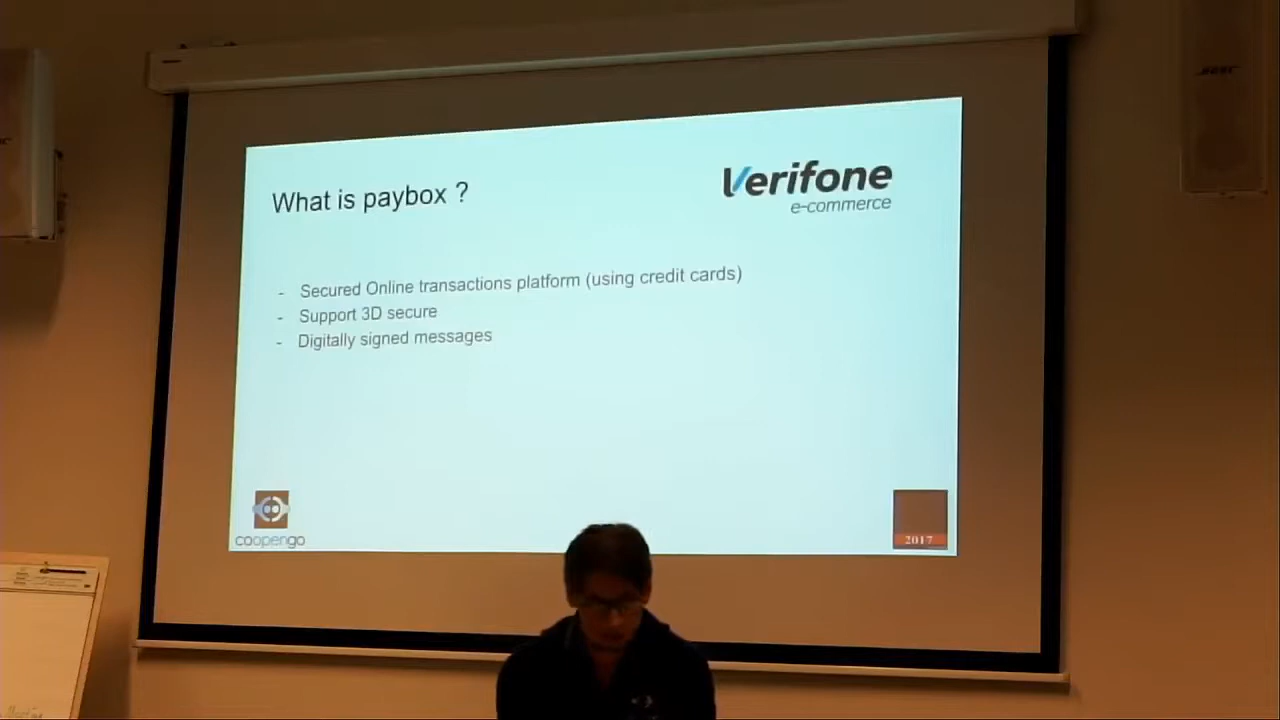 What is paybox ?
Verifone
e-commerce
- Secured Online transactions platform (using credit cards)
- Support 3D secure
- Digitally signed messages
coopengo
2017
BOSE